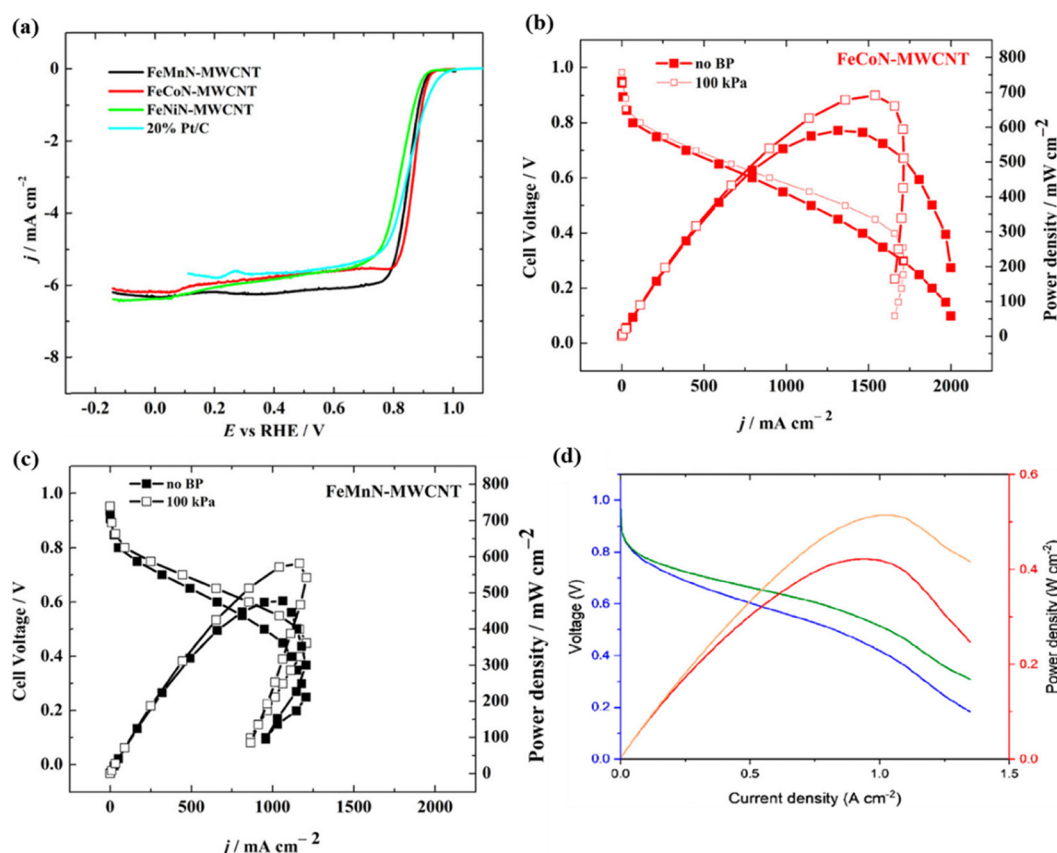 (a)
0
-2
-4
-6
-8
j / mA cm⁻²
FeMnN-MWCNT
FeCoN-MWCNT
FeNiN-MWCNT
20% Pt/C
-0.2 0.0 0.2 0.4 0.6 0.8 1.0
E vs RHE / V
(b)
1.0
0.8
0.6
0.4
0.2
0.0
Cell Voltage / V
no BP
100 kPa
FeCoN-MWCNT
800
700
600
500
400
300
200
100
0
Power density / mW cm⁻²
0 500 1000 1500 2000
j / mA cm⁻²
(c)
1.0
0.8
0.6
0.4
0.2
0.0
Cell Voltage / V
no BP
100 kPa
FeMnN-MWCNT
800
700
600
500
400
300
200
100
0
Power density / mW cm⁻²
0 500 1000 1500 2000
j / mA cm⁻²
(d)
1.0
0.8
0.6
0.4
0.2
0.0
Voltage (V)
0.6
0.4
0.2
0.0
Power density (W cm⁻²)
0.0 0.5 1.0 1.5
Current density (A cm⁻²)